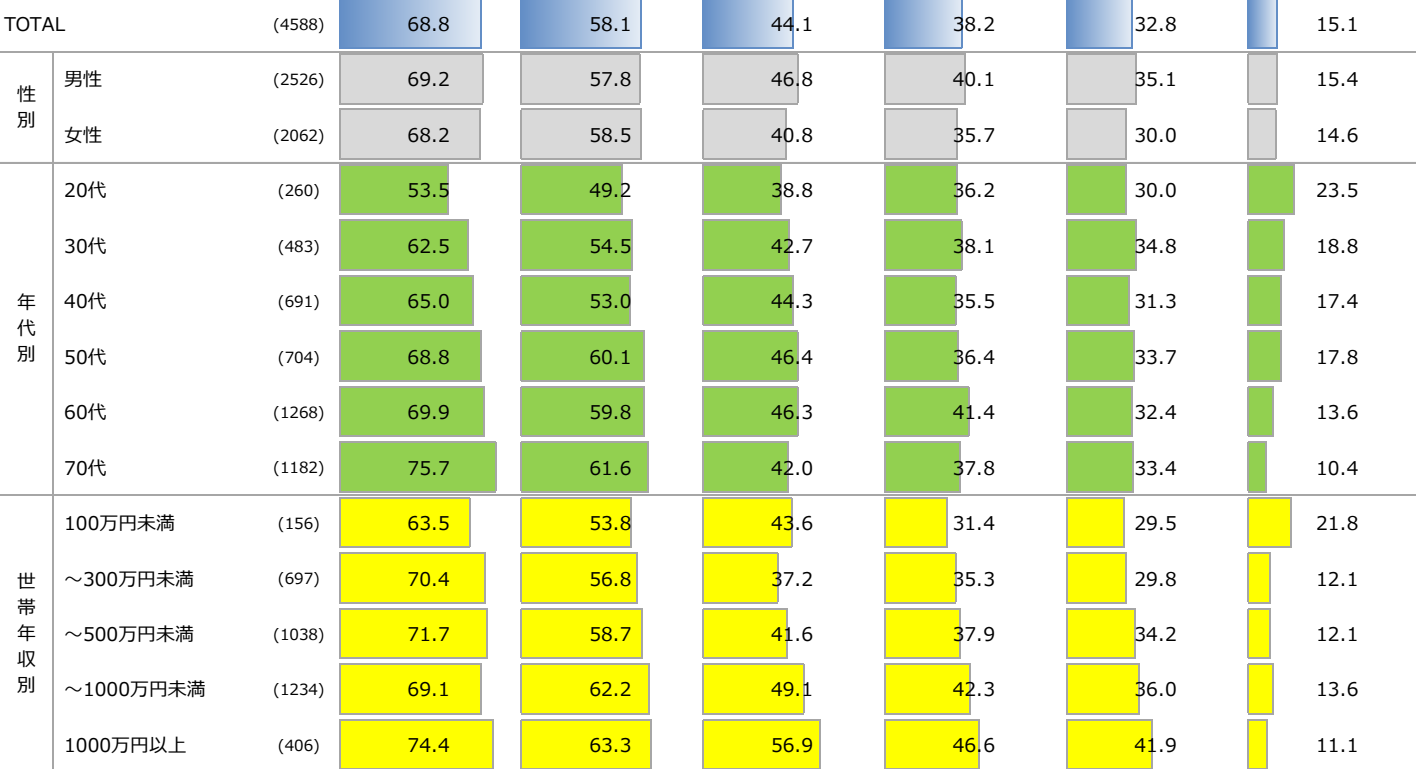 TOTAL (4588) 68.8 58.1 44.1 38.2 32.8 15.1
性別
男性 (2526) 69.2 57.8 46.8 40.1 35.1 15.4
女性 (2062) 68.2 58.5 40.8 35.7 30.0 14.6
年代別
20代 (260) 53.5 49.2 38.8 36.2 30.0 23.5
30代 (483) 62.5 54.5 42.7 38.1 34.8 18.8
40代 (691) 65.0 53.0 44.3 35.5 31.3 17.4
50代 (704) 68.8 60.1 46.4 36.4 33.7 17.8
60代 (1268) 69.9 59.8 46.3 41.4 32.4 13.6
70代 (1182) 75.7 61.6 42.0 37.8 33.4 10.4
世帯年収別
100万円未満 (156) 63.5 53.8 43.6 31.4 29.5 21.8
～300万円未満 (697) 70.4 56.8 37.2 35.3 29.8 12.1
～500万円未満 (1038) 71.7 58.7 41.6 37.9 34.2 12.1
～1000万円未満 (1234) 69.1 62.2 49.1 42.3 36.0 13.6
1000万円以上 (406) 74.4 63.3 56.9 46.6 41.9 11.1